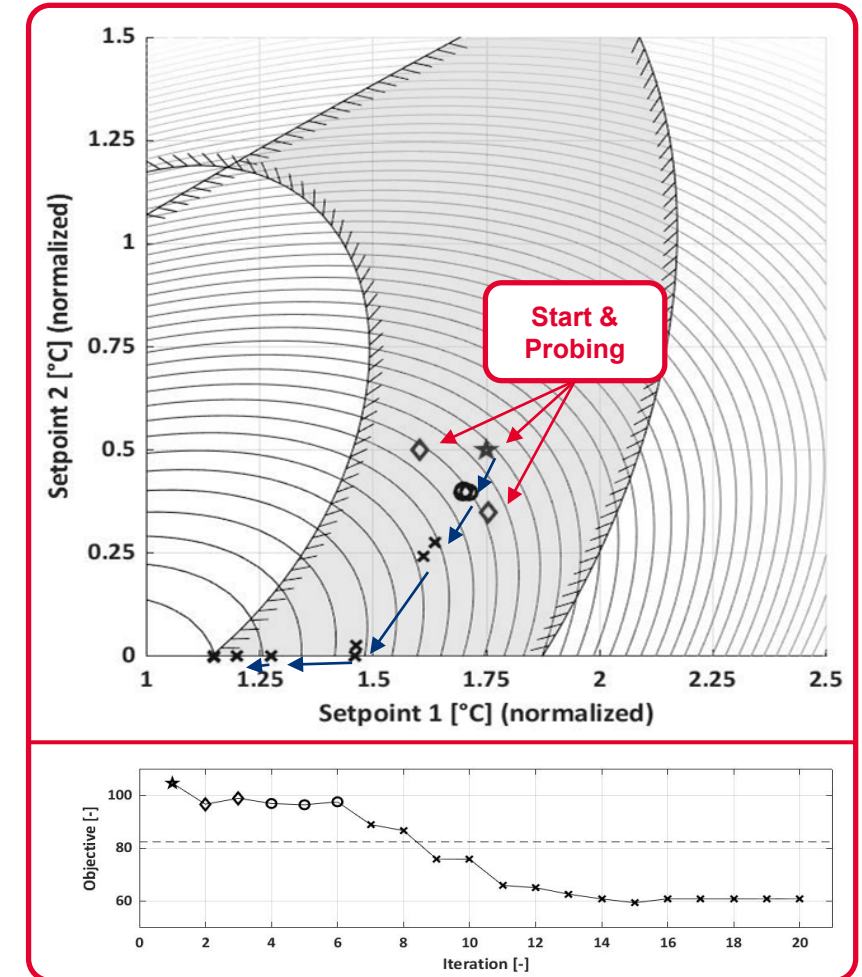 1.5
1.25
1
0.75
0.5
0.25
0
Setpoint 2 [°C] (normalized)
Start &
Probing
1 1.25 1.5 1.75 2 2.25 2.5
Setpoint 1 [°C] (normalized)
100
80
60
Objective [-]
0 2 4 6 8 10 12 14 16 18 20
Iteration [-]